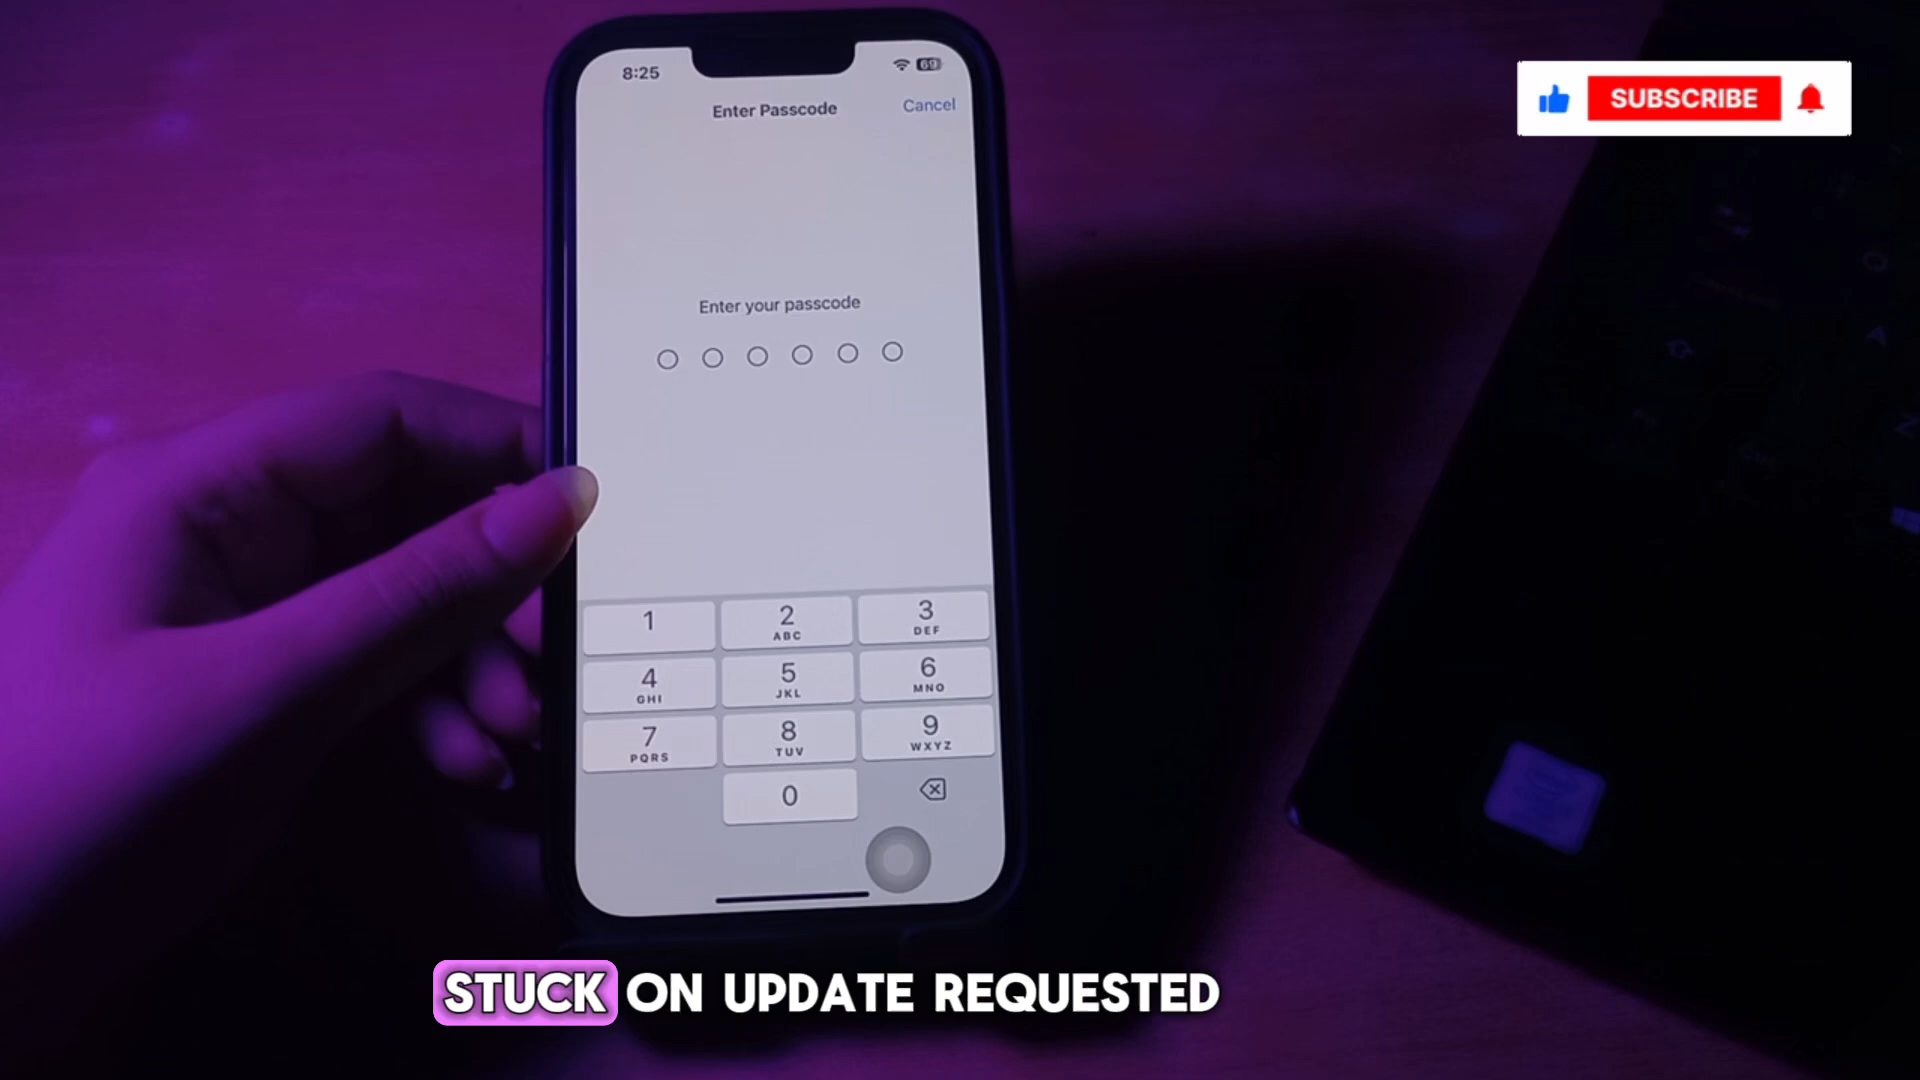 8:25
69
Enter Passcode
Cancel
SUBSCRIBE
Enter your passcode
1
2
ABC
3
DEF
4
GHI
5
JKL
6
MNO
7
PQRS
8
TUV
9
WXYZ
0
STUCK ON UPDATE REQUESTED